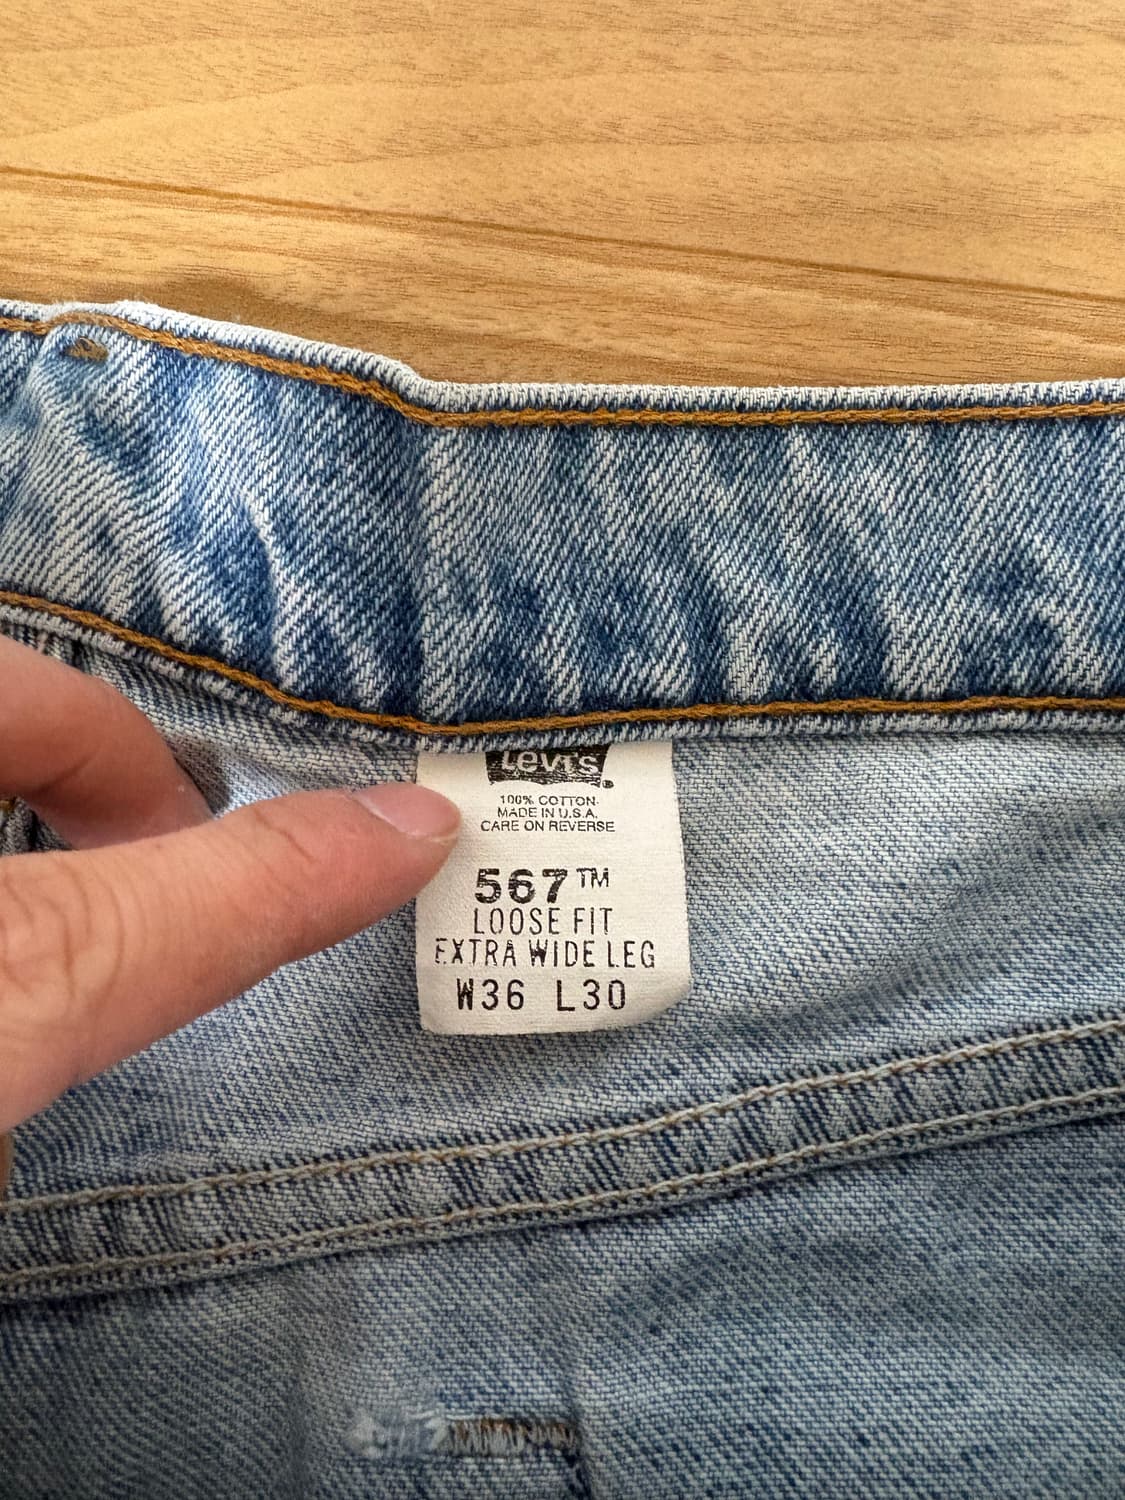 Levi's®
100% COTTON
MADE IN U.S.A.
CARE ON REVERSE
567™
LOOSE FIT
EXTRA WIDE LEG
W36 L30